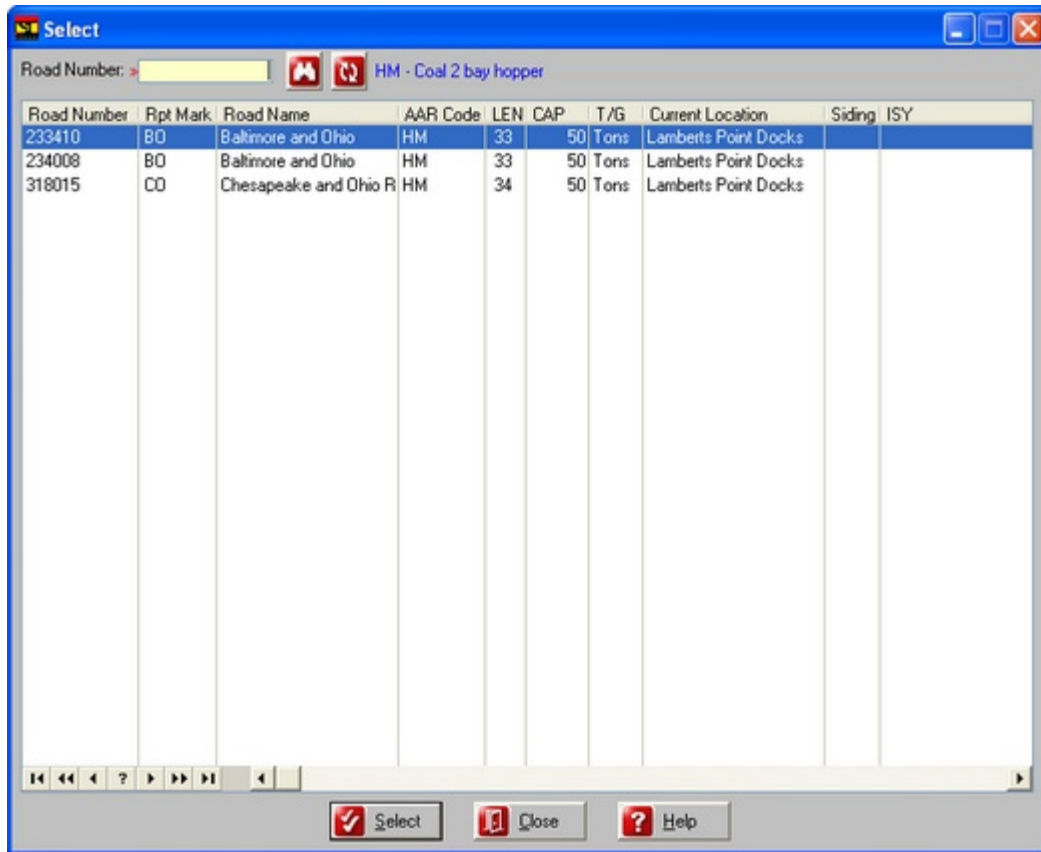 Select
Road Number: » HM - Coal 2 bay hopper
Road Number Rpt Mark Road Name AAR Code LEN CAP T/G Current Location Siding ISY
233410 BO Baltimore and Ohio HM 33 50 Tons Lamberts Point Docks
234008 BO Baltimore and Ohio HM 33 50 Tons Lamberts Point Docks
318015 CO Chesapeake and Ohio R HM 34 50 Tons Lamberts Point Docks
?
Select Close ? Help